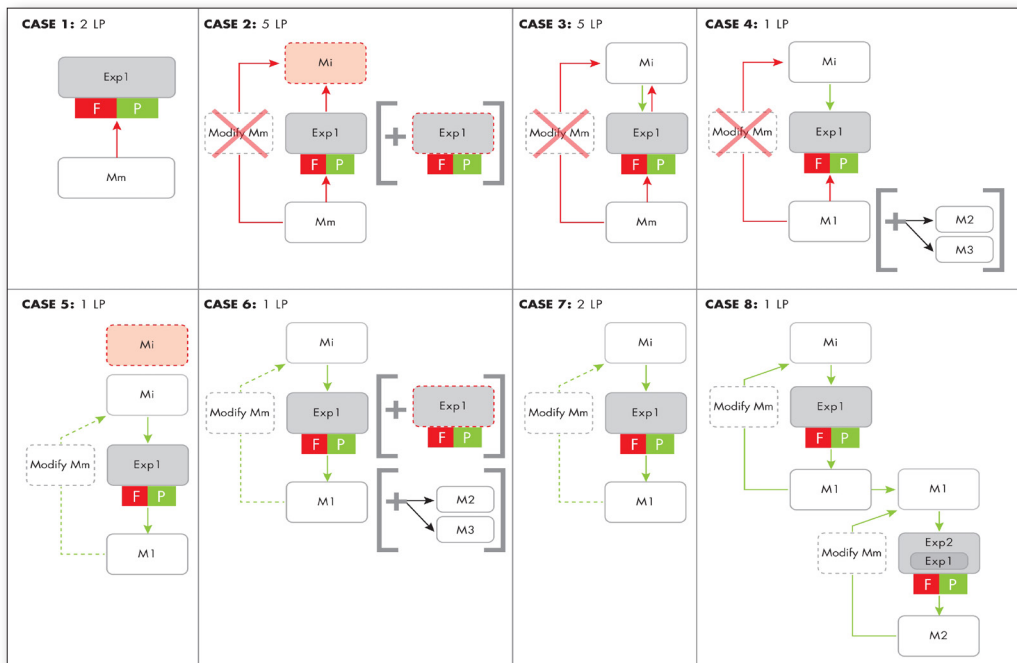 CASE 1: 2 LP
Exp1
F P
Mm
CASE 2: 5 LP
Mi
Modify Mm
Exp1
F P
Mm
+
Exp1
F P
CASE 3: 5 LP
Mi
Modify Mm
Exp1
F P
Mm
CASE 4: 1 LP
Mi
Modify Mm
Exp1
F P
M1
+
M2
M3
CASE 5: 1 LP
Mi
Mi
Modify Mm
Exp1
F P
M1
CASE 6: 1 LP
Mi
Modify Mm
Exp1
F P
M1
+
Exp1
F P
+
M2
M3
CASE 7: 2 LP
Mi
Modify Mm
Exp1
F P
M1
CASE 8: 1 LP
Mi
Modify Mm
Exp1
F P
M1
M1
Modify Mm
Exp2
Exp1
F P
M2